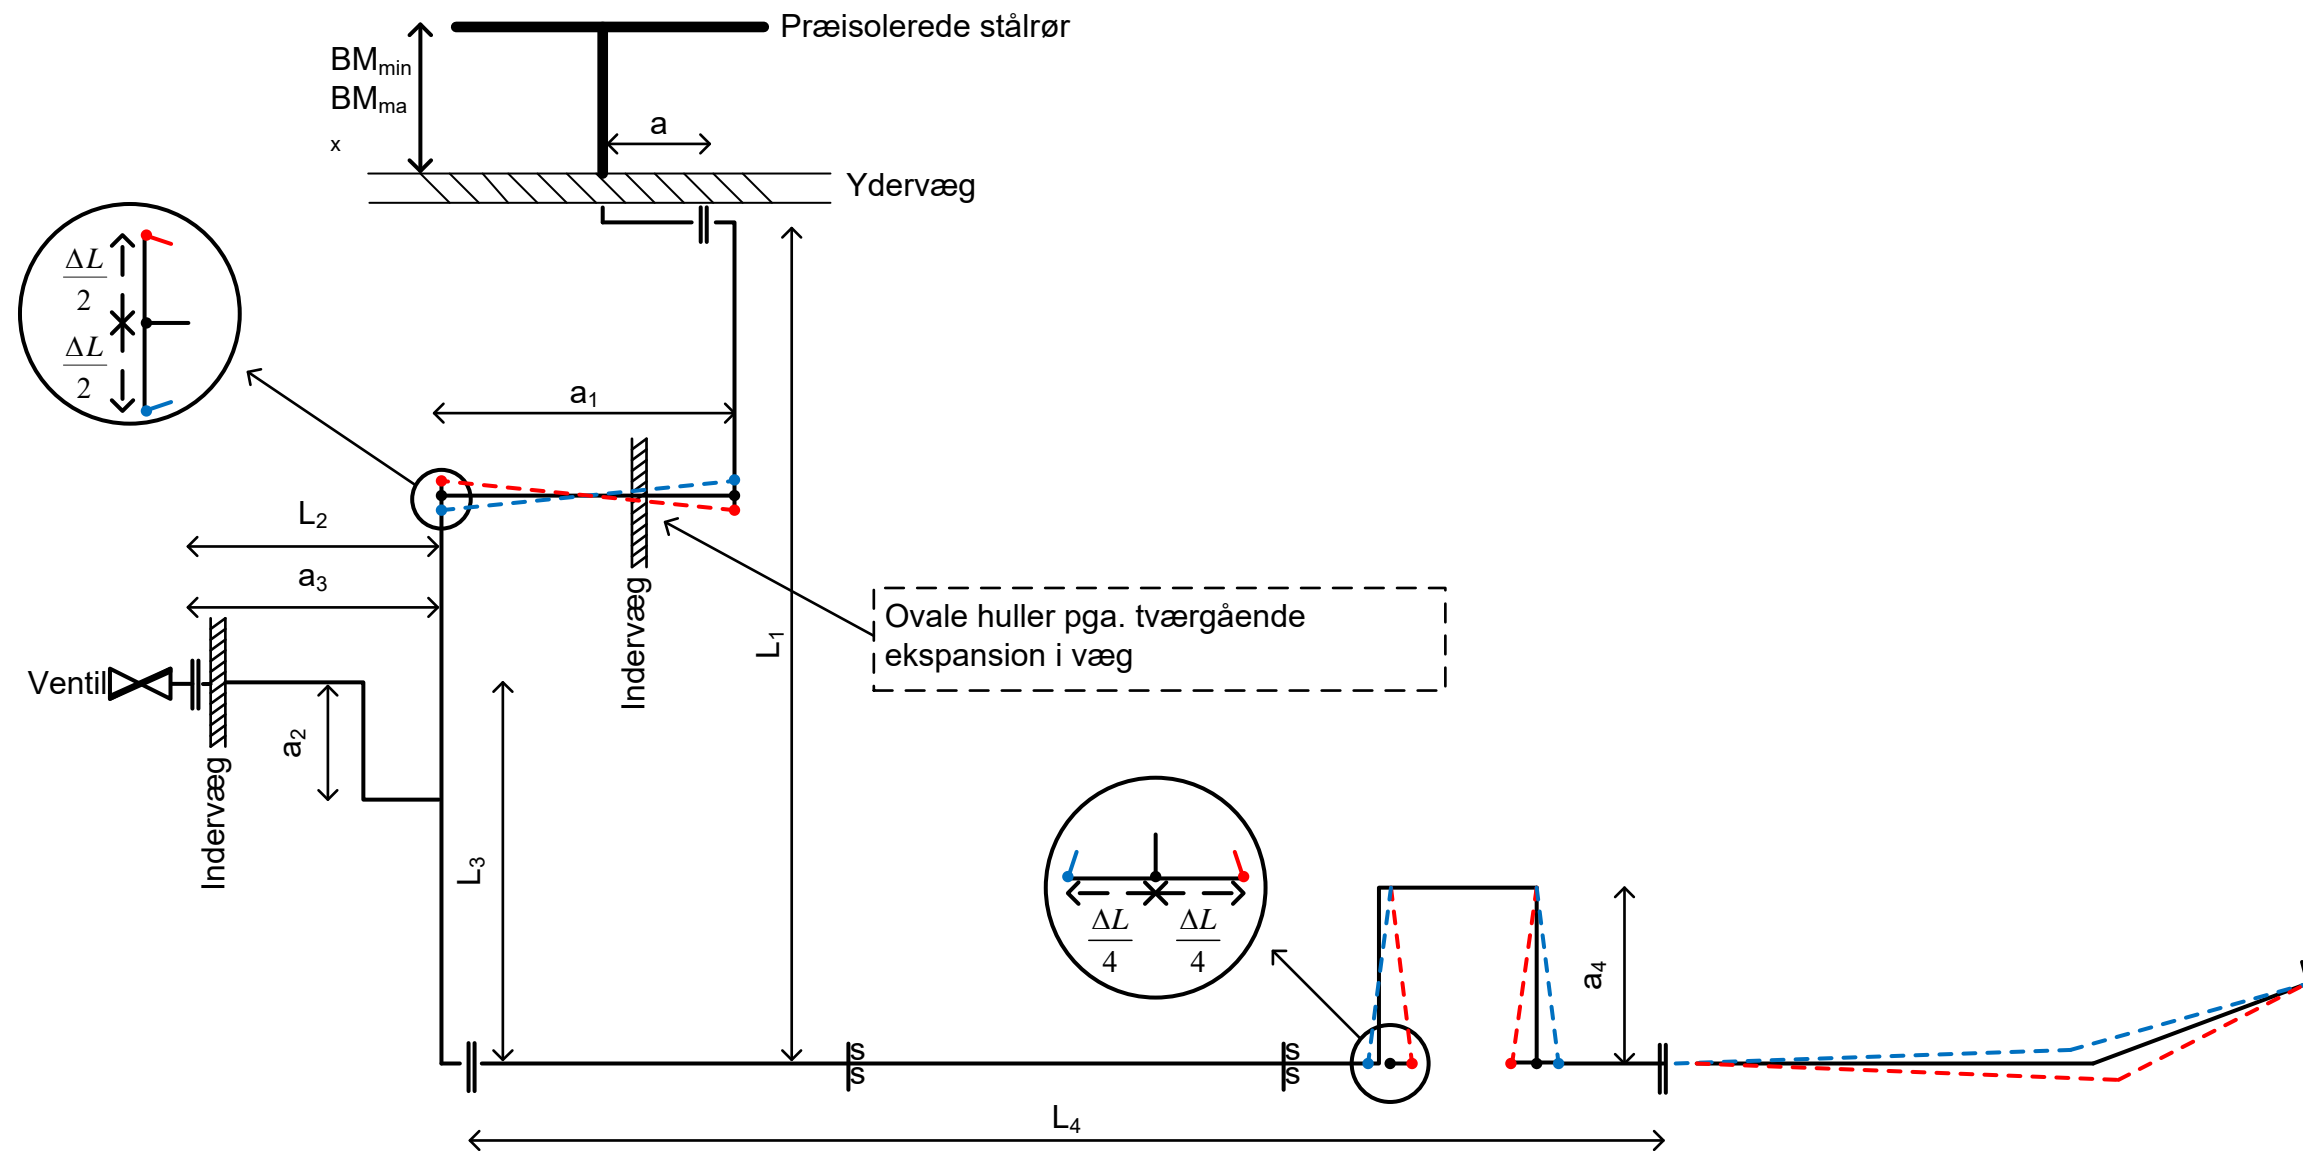 Præisolerede stålrør
BMmin
BMma
x
a
Ydervæg
ΔL
2
ΔL
2
a1
L2
a3
Indervæg
L1
Ovale huller pga. tværgående
ekspansion i væg
Ventil
a2
Indervæg
L3
ΔL
4
ΔL
4
a4
s
s
s
s
L4